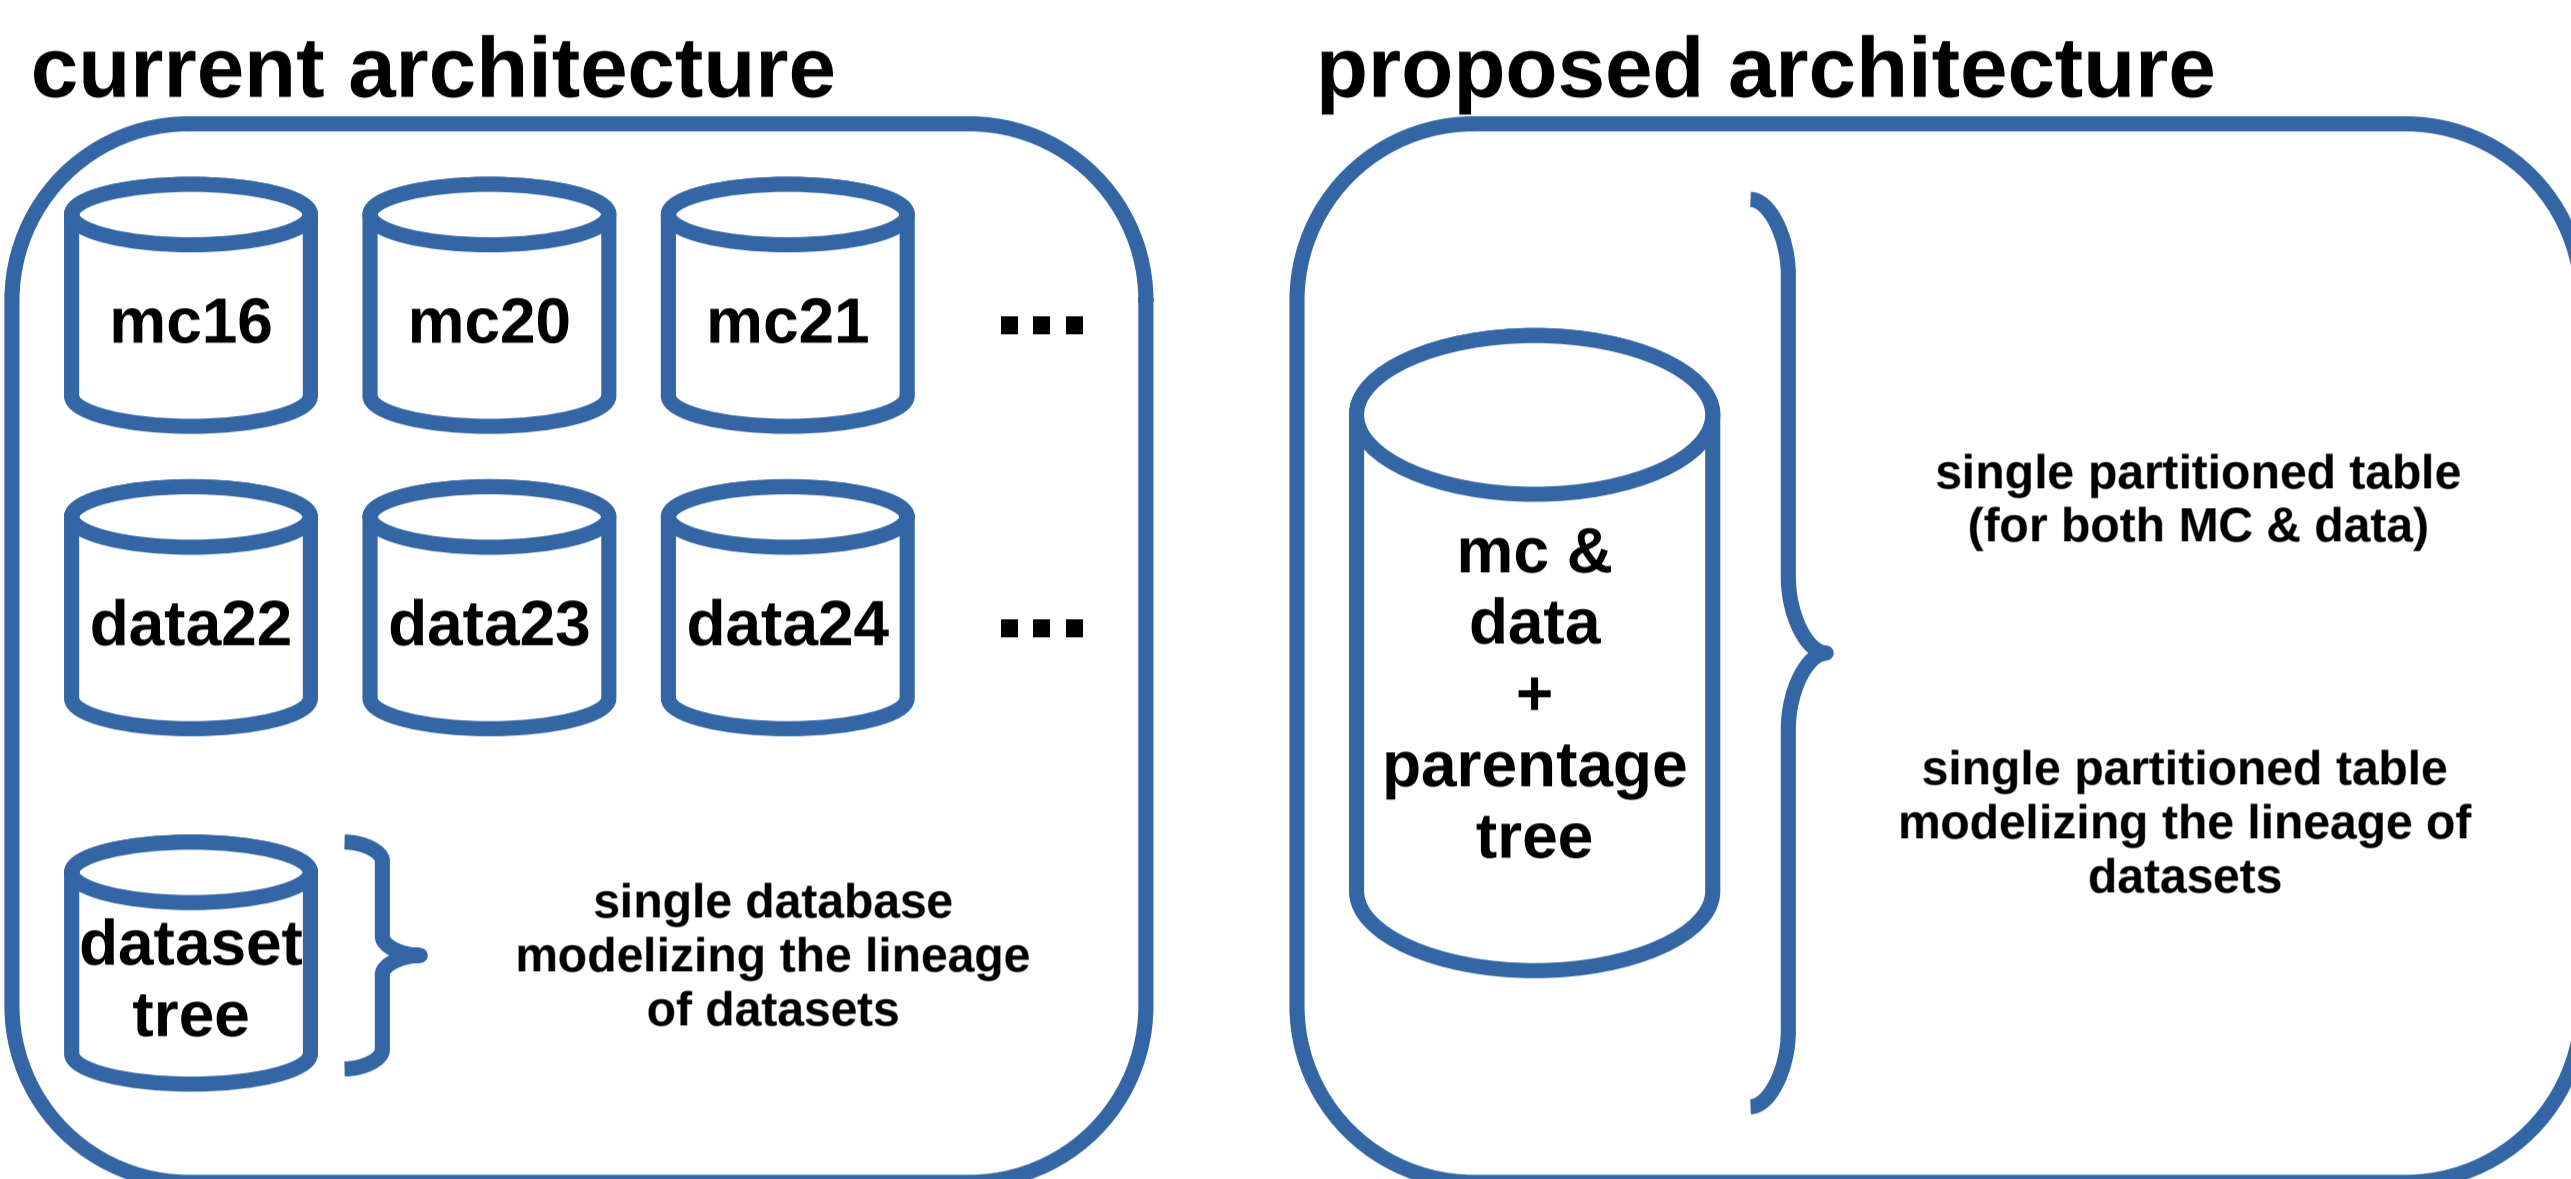 current architecture
mc16
mc20
mc21
...
data22
data23
data24
...
dataset
tree
single database
modelizing the lineage
of datasets
proposed architecture
mc &
data
+
parentage
tree
single partitioned table
(for both MC & data)
single partitioned table
modelizing the lineage of
datasets